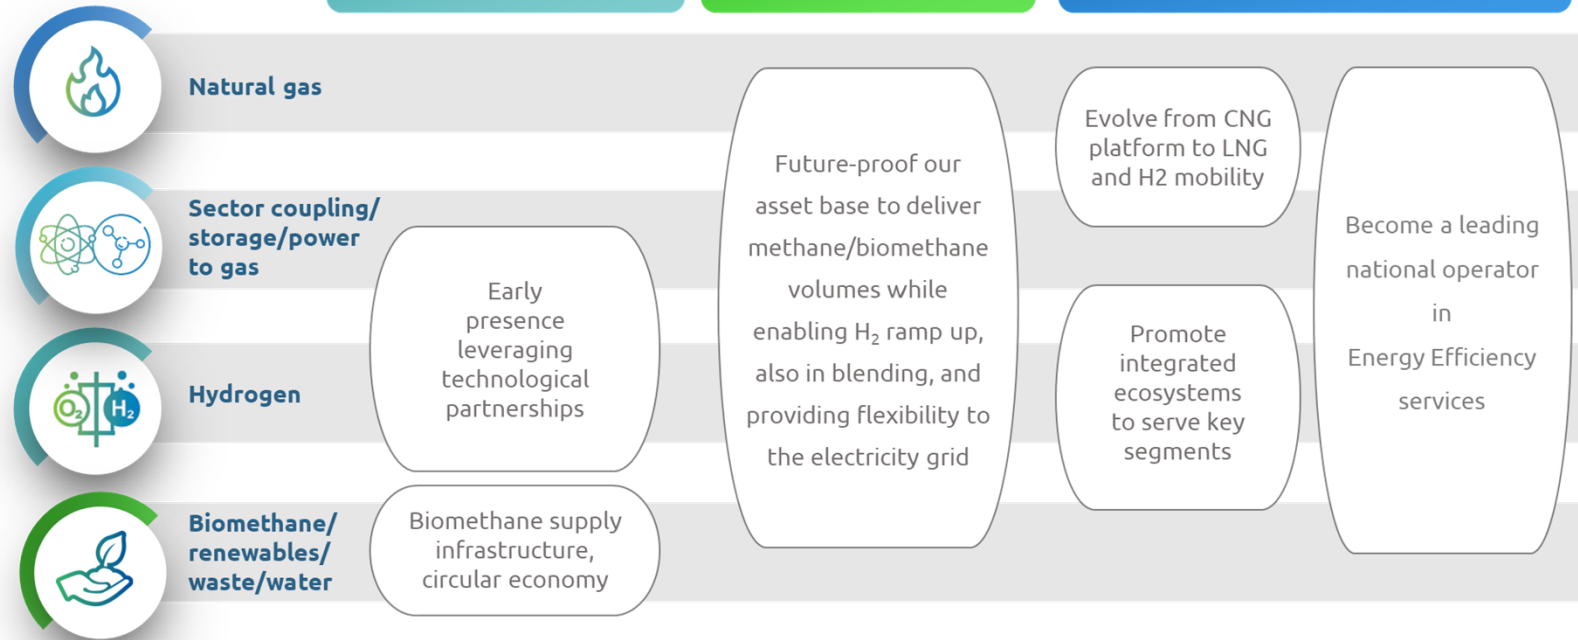 Natural gas
Sector coupling/
storage/power
to gas
Hydrogen
O₂
H₂
Biomethane/
renewables/
waste/water
Early
presence
leveraging
technological
partnerships
Biomethane supply
infrastructure,
circular economy
Future-proof our
asset base to deliver
methane/biomethane
volumes while
enabling H₂ ramp up,
also in blending, and
providing flexibility to
the electricity grid
Evolve from CNG
platform to LNG
and H2 mobility
Promote
integrated
ecosystems
to serve key
segments
Become a leading
national operator
in
Energy Efficiency
services